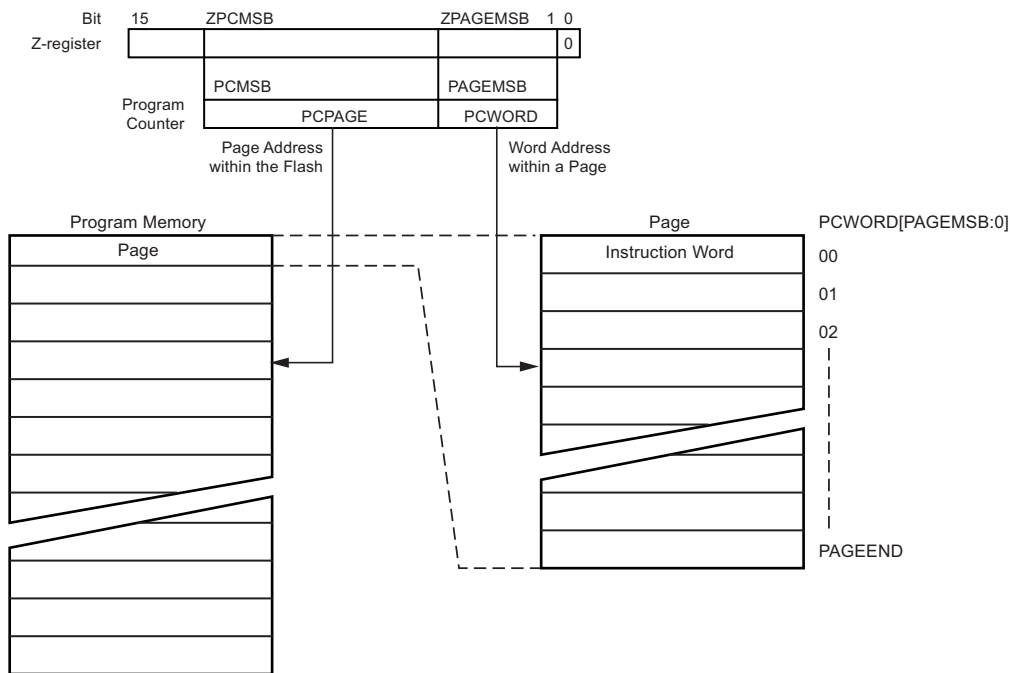 Bit 15 ZPCMSB ZPAGEMSB 1 0
Z-register 0
PCMSB PAGEMSB
Program
Counter
PCPAGE PCWORD
Page Address
within the Flash
Word Address
within a Page
Program Memory
Page
Page
Instruction Word
PCWORD[PAGEMSB:0]
00
01
02
PAGEEND